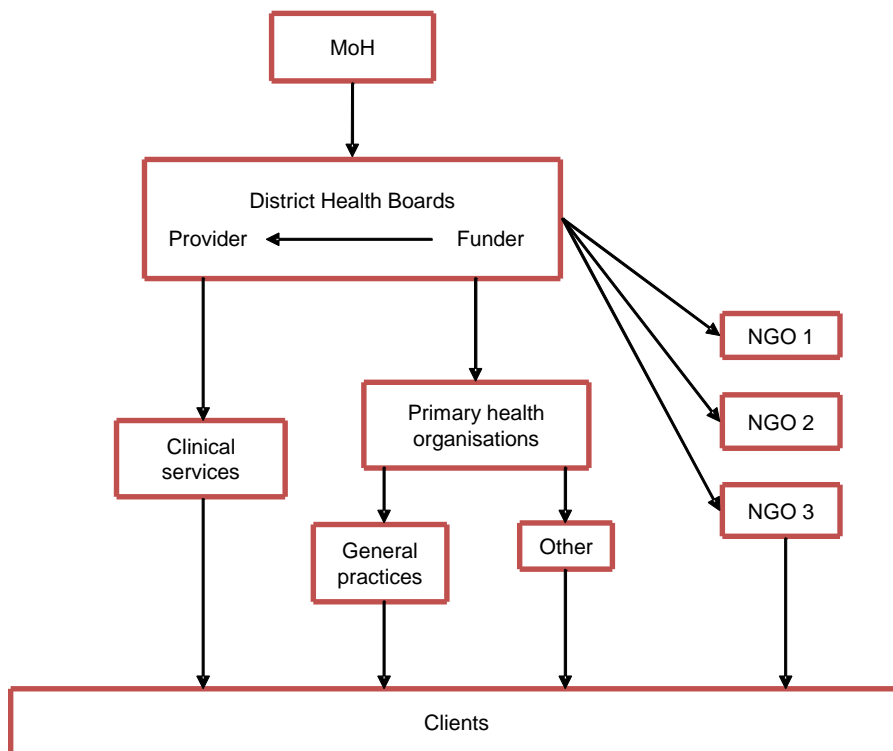 MoH
District Health Boards
Provider
Funder
NGO 1
Primary health
organisations
NGO 2
Clinical
services
NGO 3
General
practices
Other
Clients